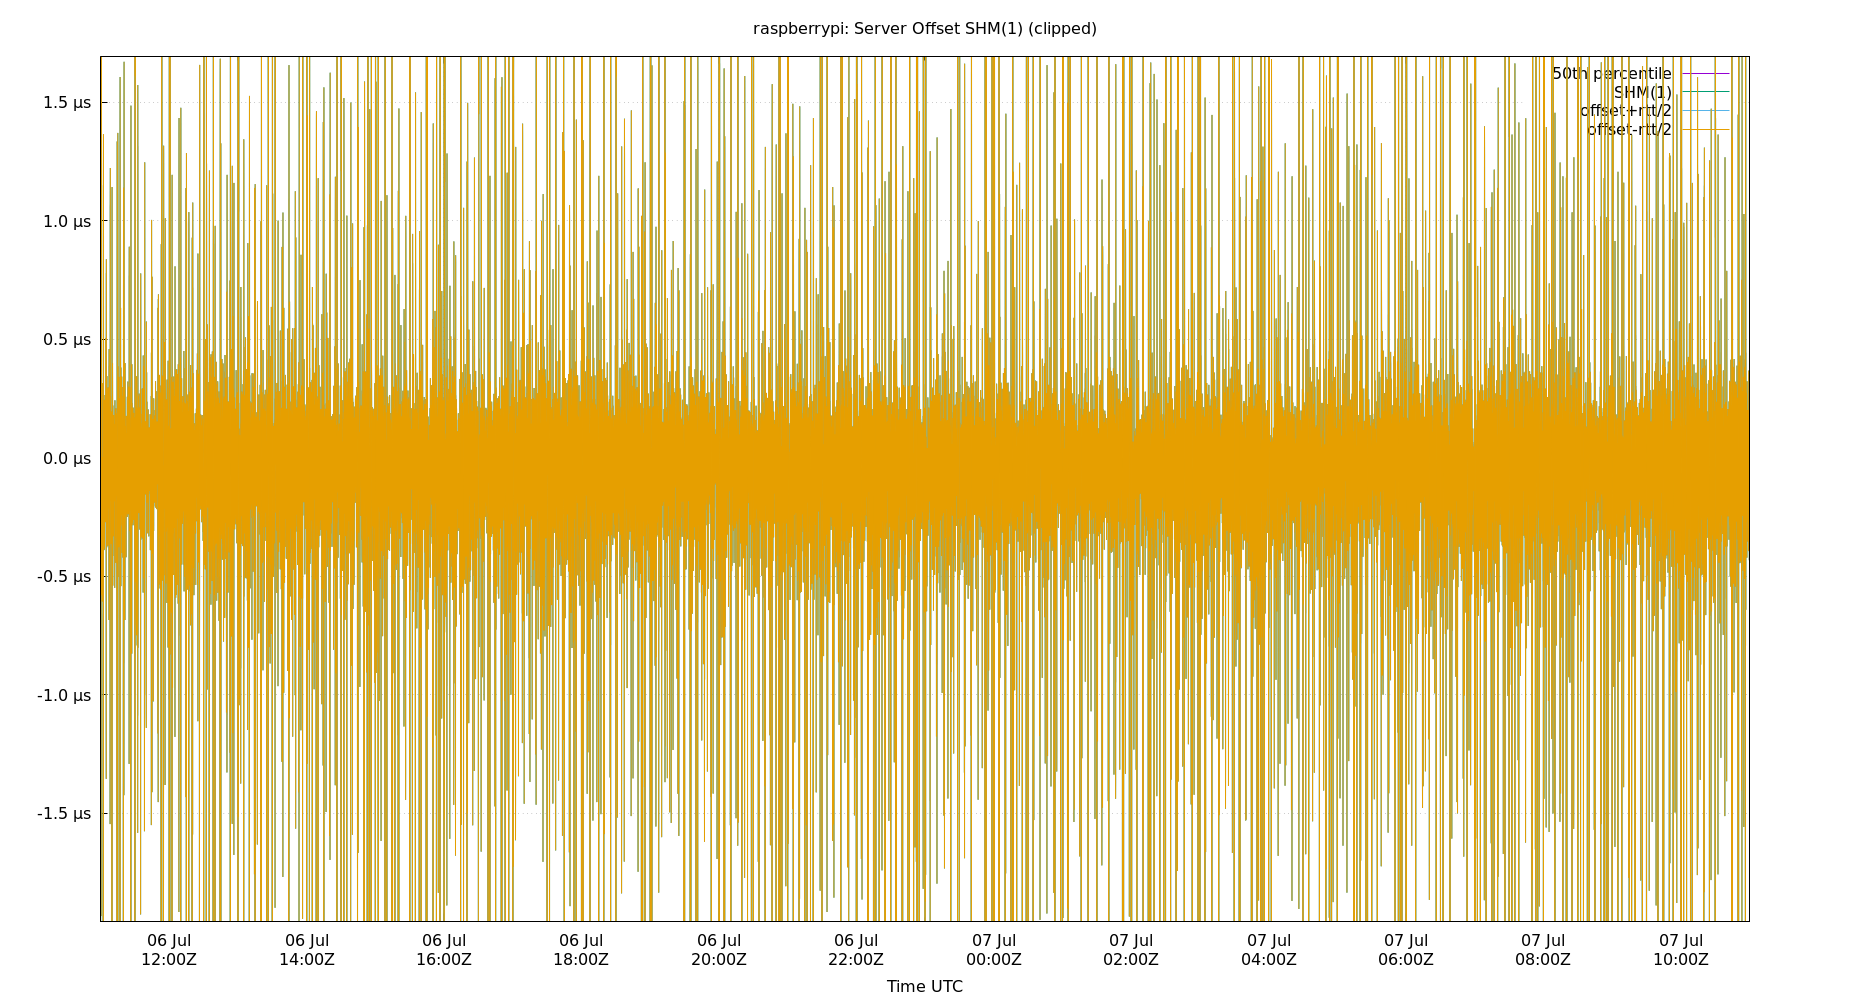 raspberrypi: Server Offset SHM(1) (clipped)
50th percentile
SHM(1)
offset+rtt/2
offset-rtt/2
1.5 µs
1.0 µs
0.5 µs
0.0 µs
-0.5 µs
-1.0 µs
-1.5 µs
06 Jul 06 Jul 06 Jul 06 Jul 06 Jul 06 Jul 07 Jul 07 Jul 07 Jul 07 Jul 07 Jul 07 Jul
12:00Z 14:00Z 16:00Z 18:00Z 20:00Z 22:00Z 00:00Z 02:00Z 04:00Z 06:00Z 08:00Z 10:00Z
Time UTC